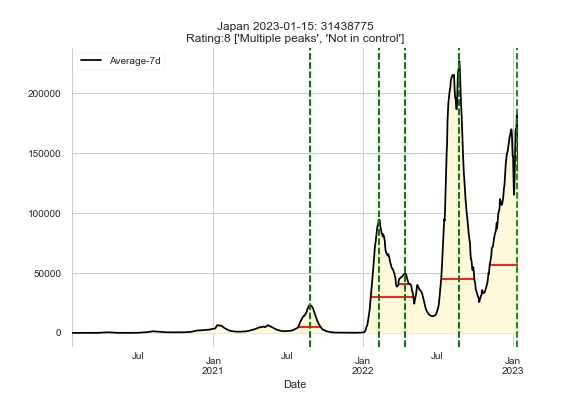 Japan 2023-01-15: 31438775
Rating:8 ['Multiple peaks', 'Not in control']
Average-7d
200000
150000
100000
50000
0
Jul Jan Jul Jan Jul Jan
2021 2022 2023
Date